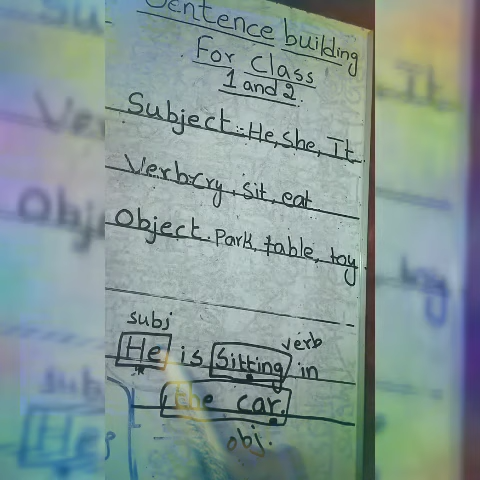 Sentence building
For Class
1 and 2.
Subject:- He, She, It
Verb:- cry, sit, eat
Object. Park, table, toy
subj
verb
He is Sitting in
the car.
obj.